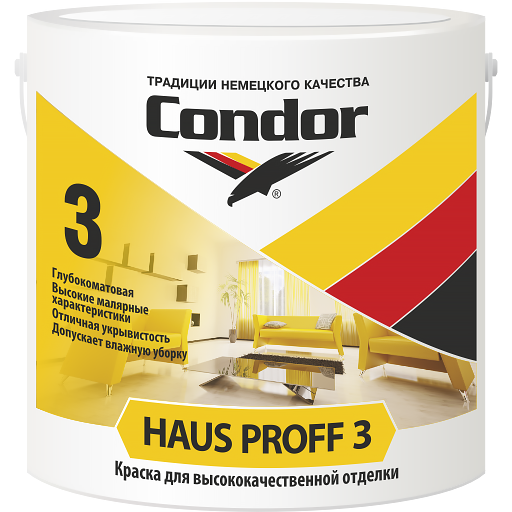 ТРАДИЦИИ НЕМЕЦКОГО КАЧЕСТВА
Condor
®
3
Глубокоматовая
Высокие малярные
характеристики
Отличная укрывистость
Допускает влажную уборку
HAUS PROFF 3
Краска для высококачественной отделки